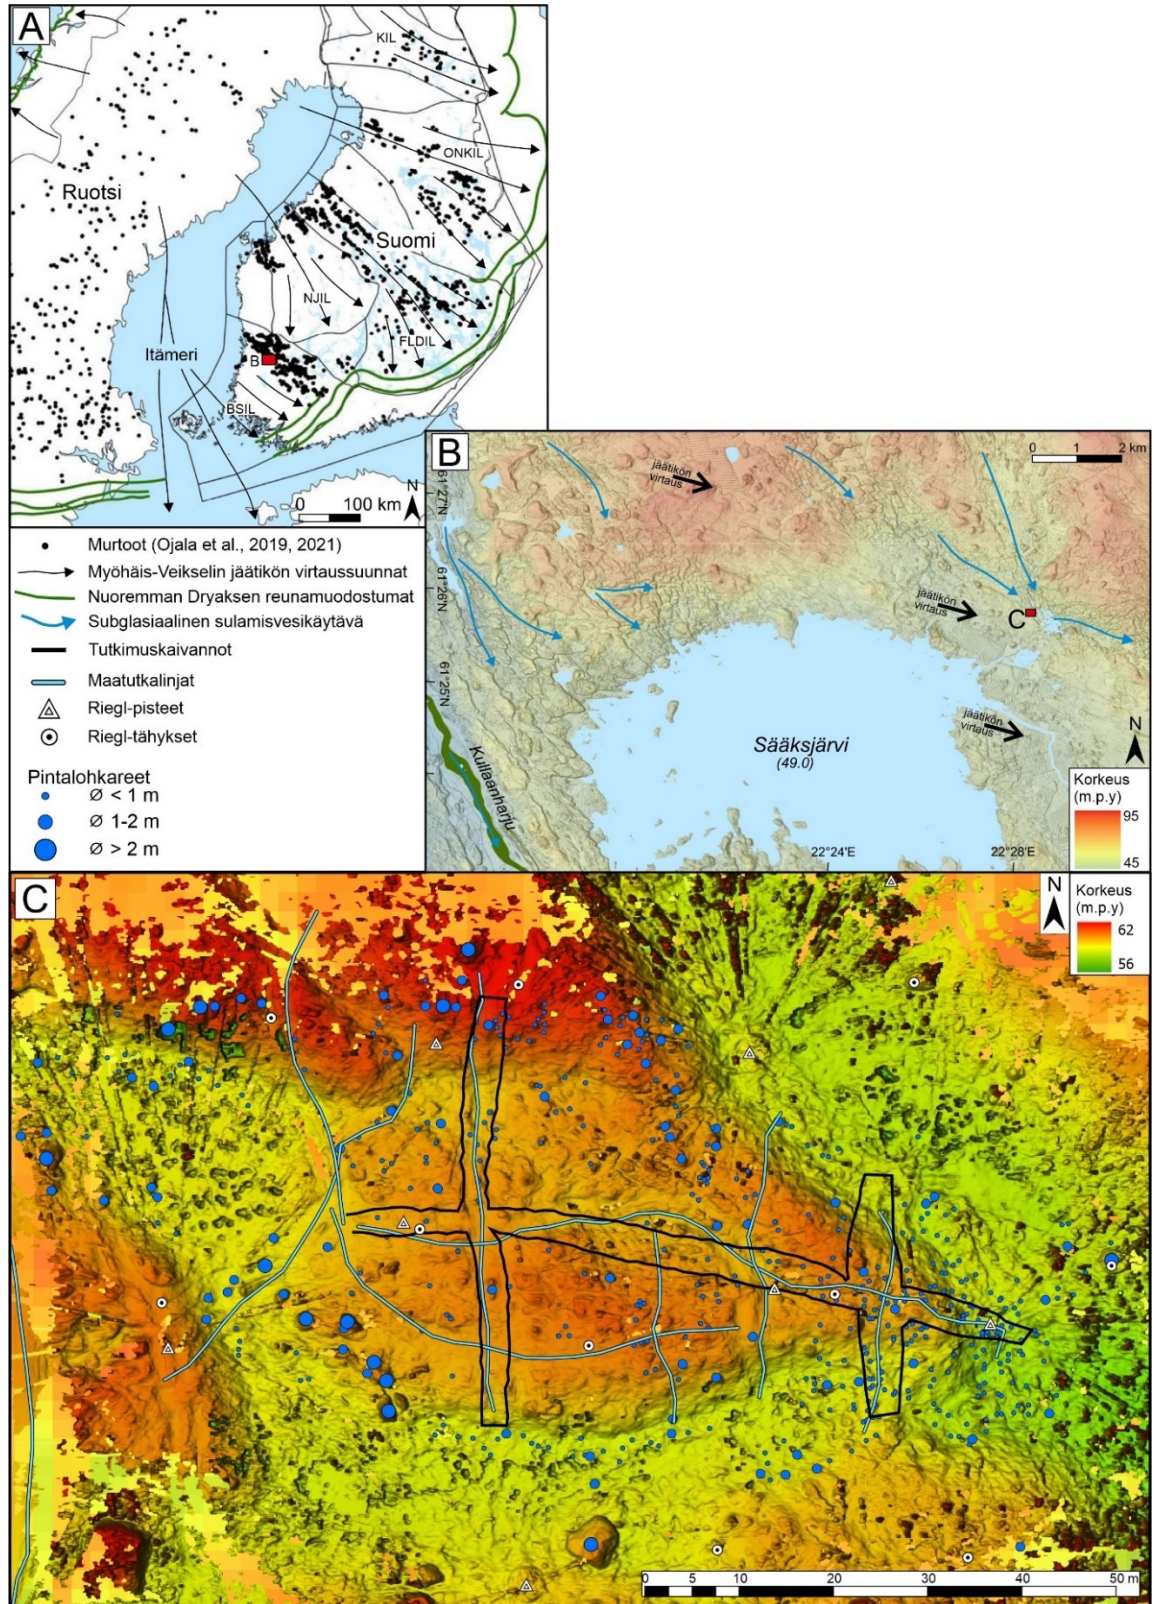 A
KIL
ONKIL
Ruotsi
Suomi
NJIL
Itämeri
B
FLDIL
BSIL
N
0 100 km
Murtoot (Ojala et al., 2019, 2021)
Myöhäis-Veikselin jäätikön virtaussuunnat
Nuoremman Dryaksen reunamuodostumat
Subglasiaalinen sulamisvesikäytävä
Tutkimuskaivannot
Maatutkalinjat
Riegl-pisteet
Riegl-tähykset
Pintalohkareet
Ø < 1 m
Ø 1-2 m
Ø > 2 m
B
0 1 2 km
jäätikön
virtaus
61°27'N
61°26'N
jäätikön
virtaus
C
61°25'N
jäätikön
virtaus
N
Sääksjärvi
(49.0)
Kullaanharju
Korkeus
(m.p.y)
95
45
22°24'E
22°28'E
C
N
Korkeus
(m.p.y)
62
56
0 5 10 20 30 40 50 m